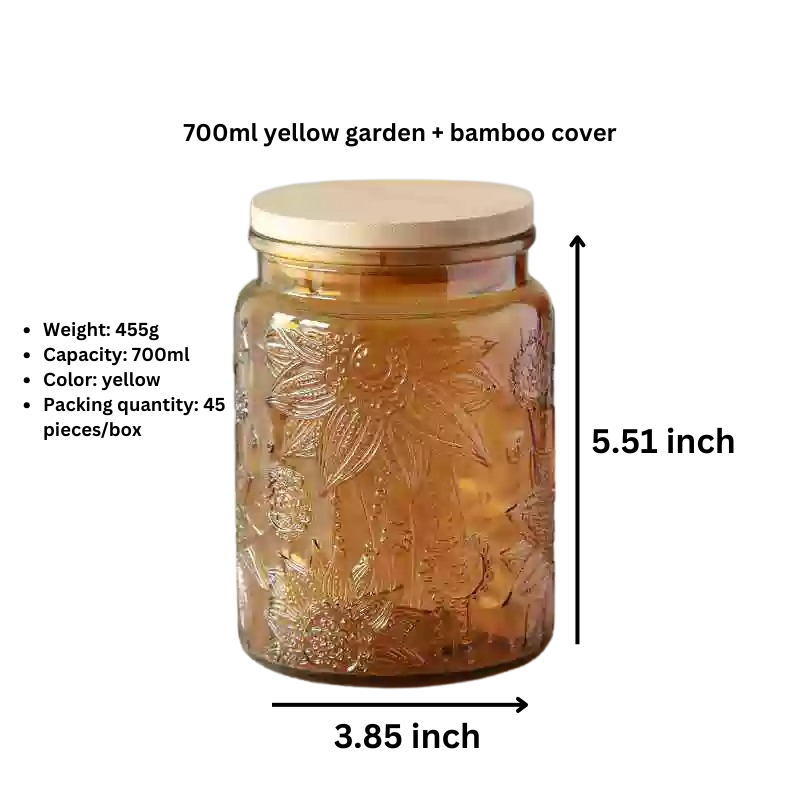 700ml yellow garden + bamboo cover
• Weight: 455g
• Capacity: 700ml
• Color: yellow
• Packing quantity: 45
pieces/box
5.51 inch
3.85 inch